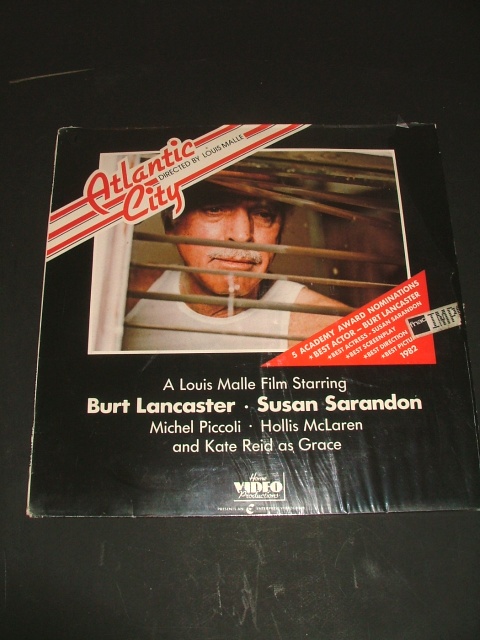 Atlantic
City
DIRECTED BY LOUIS MALLE
5 ACADEMY AWARD NOMINATIONS
*BEST ACTOR - BURT LANCASTER
*BEST ACTRESS - SUSAN SARANDON
*BEST SCREENPLAY
*BEST DIRECTION
*BEST PICTURE
1982
IMP
A Louis Malle Film Starring
Burt Lancaster · Susan Sarandon
Michel Piccoli · Hollis McLaren
and Kate Reid as Grace
Home
VIDEO
Productions